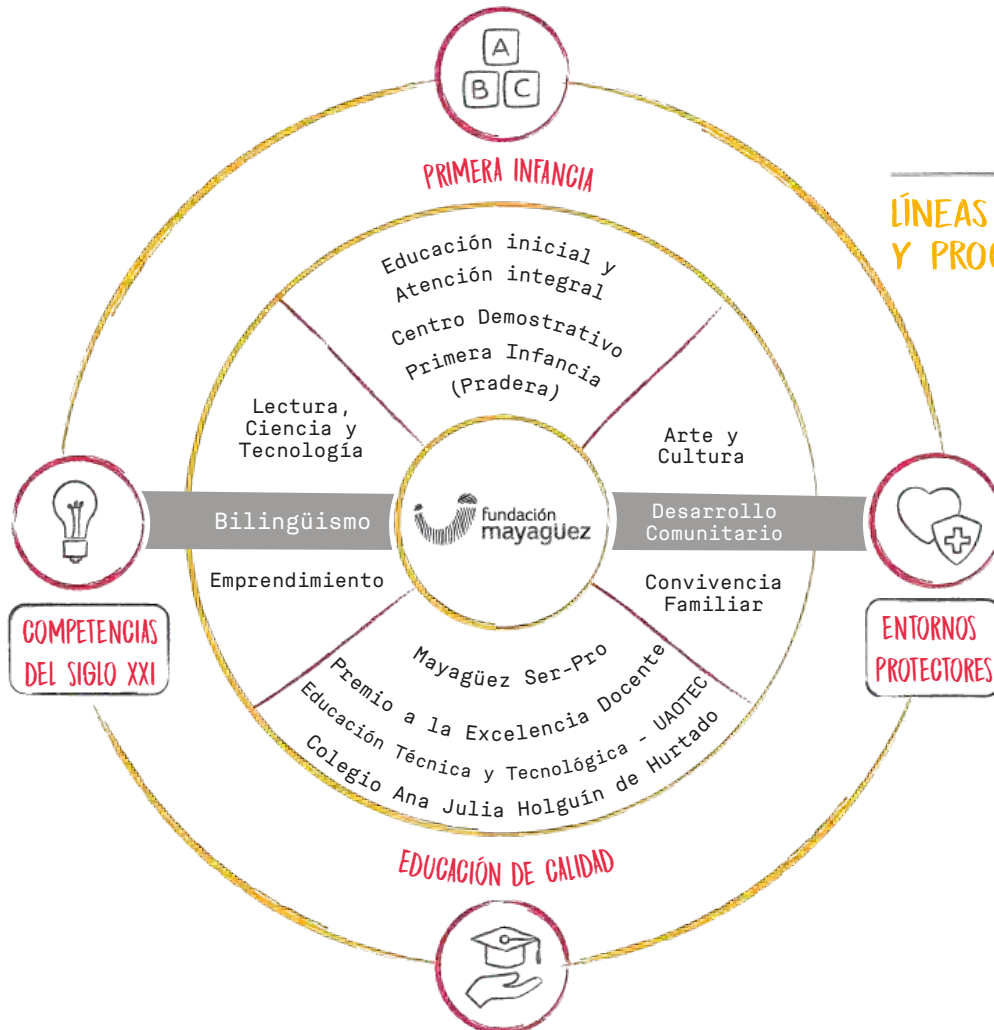 A
B C
PRIMERA INFANCIA
LÍNEAS
Educación inicial y
Atención integral
Centro Demostrativo
Primera Infancia
(Pradera)
Lectura,
Ciencia y
Tecnología
Arte y
Cultura
Bilingüismo
fundación
mayagüez
Desarrollo
Comunitario
Emprendimiento
Convivencia
Familiar
COMPETENCIAS
DEL SIGLO XXI
ENTORNOS
PROTECTORES
Mayagüez Ser-Pro
Premio a la Excelencia Docente
Educación Técnica y Tecnológica - UAOTEC
Colegio Ana Julia Holguín de Hurtado
EDUCACIÓN DE CALIDAD